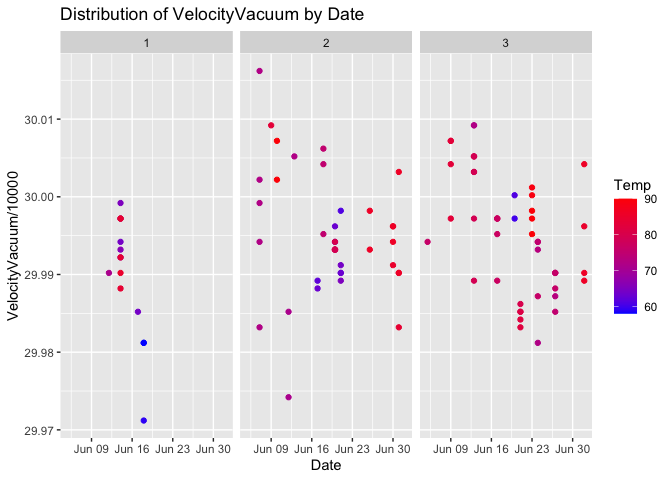 Distribution of VelocityVacuum by Date
1 2 3
VelocityVacuum/10000
30.01
30.00
29.99
29.98
29.97
Jun 09 Jun 16 Jun 23 Jun 30 Jun 09 Jun 16 Jun 23 Jun 30 Jun 09 Jun 16 Jun 23 Jun 30
Date
Temp
90
80
70
60